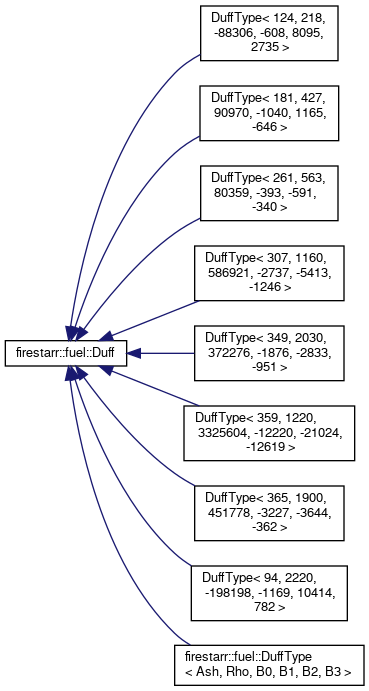 DuffType< 124, 218,
-88306, -608, 8095,
2735 >
DuffType< 181, 427,
90970, -1040, 1165,
-646 >
DuffType< 261, 563,
80359, -393, -591,
-340 >
DuffType< 307, 1160,
586921, -2737, -5413,
-1246 >
firestarr::fuel::Duff
DuffType< 349, 2030,
372276, -1876, -2833,
-951 >
DuffType< 359, 1220,
3325604, -12220, -21024,
-12619 >
DuffType< 365, 1900,
451778, -3227, -3644,
-362 >
DuffType< 94, 2220,
-198198, -1169, 10414,
782 >
firestarr::fuel::DuffType
< Ash, Rho, B0, B1, B2, B3 >